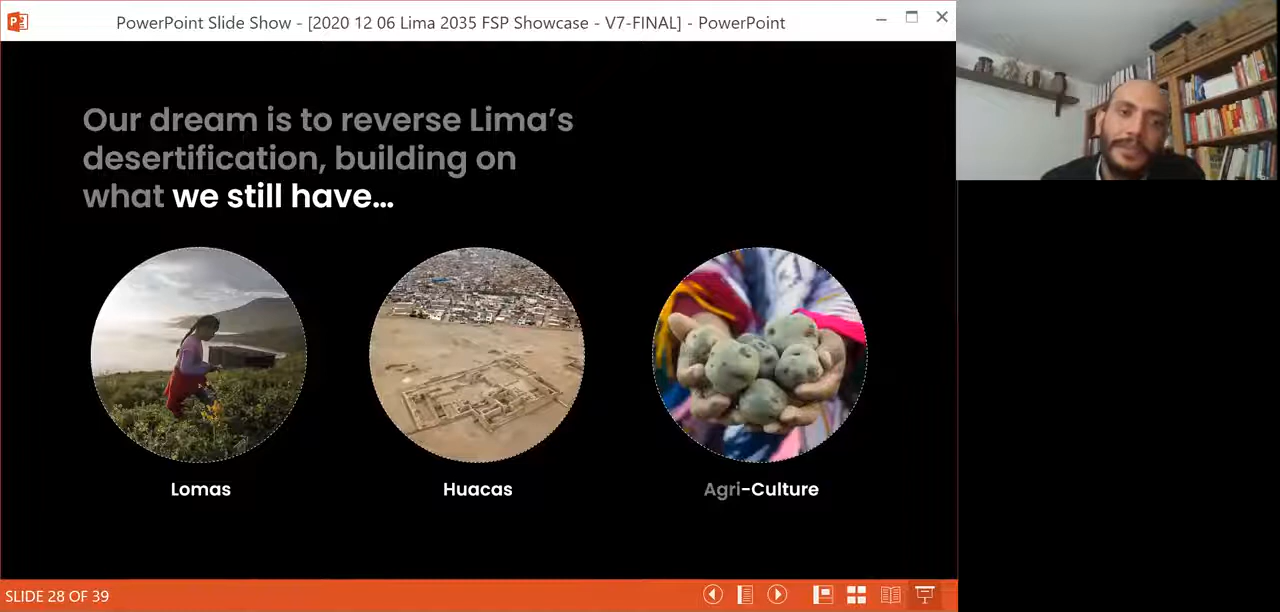 PowerPoint Slide Show - [2020 12 06 Lima 2035 FSP Showcase - V7-FINAL] - PowerPoint
Our dream is to reverse Lima's
desertification, building on
what we still have...
Lomas
Huacas
Agri-Culture
SLIDE 28 OF 39